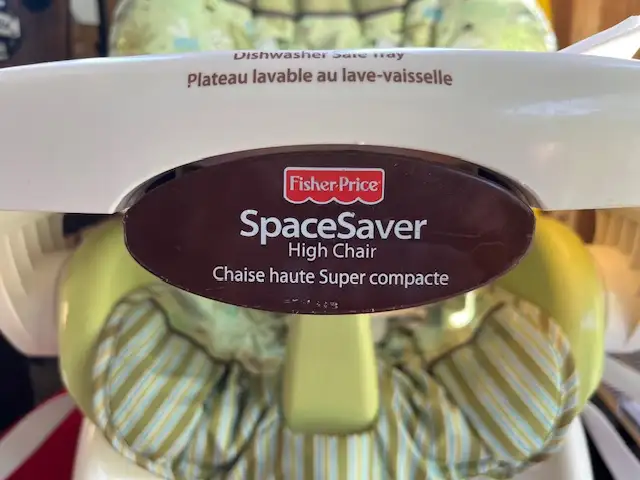 Dishwasher Safe Tray
Plateau lavable au lave-vaisselle
Fisher-Price
SpaceSaver
High Chair
Chaise haute Super compacte